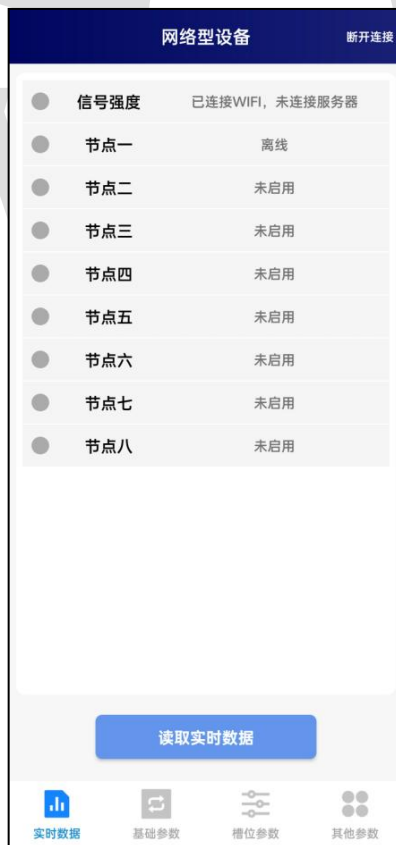 网络型设备 断开连接
信号强度 已连接WIFI，未连接服务器
节点一 离线
节点二 未启用
节点三 未启用
节点四 未启用
节点五 未启用
节点六 未启用
节点七 未启用
节点八 未启用
读取实时数据
实时数据 基础参数 槽位参数 其他参数